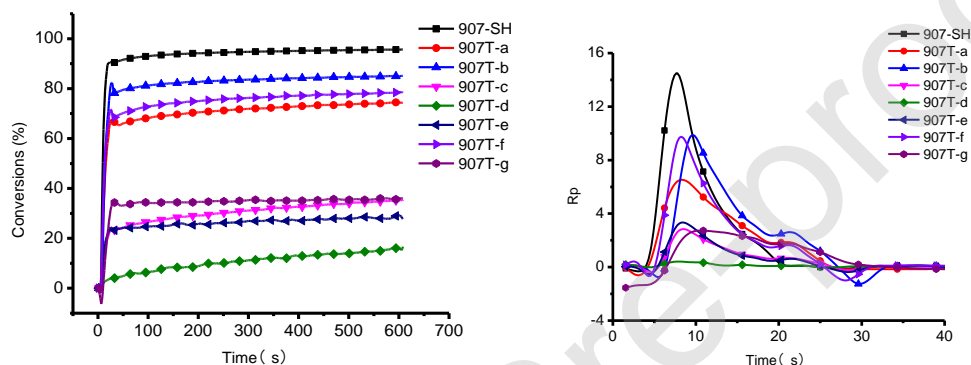 907-SH
907T-a
907T-b
907T-c
907T-d
907T-e
907T-f
907T-g
100
80
60
40
20
0
Conversions (%)
0 100 200 300 400 500 600 700
Time( s)
907-SH
907T-a
907T-b
907T-c
907T-d
907T-e
907T-f
907T-g
16
12
8
4
0
-4
Rp
0 10 20 30 40
Time( s)
re-proo